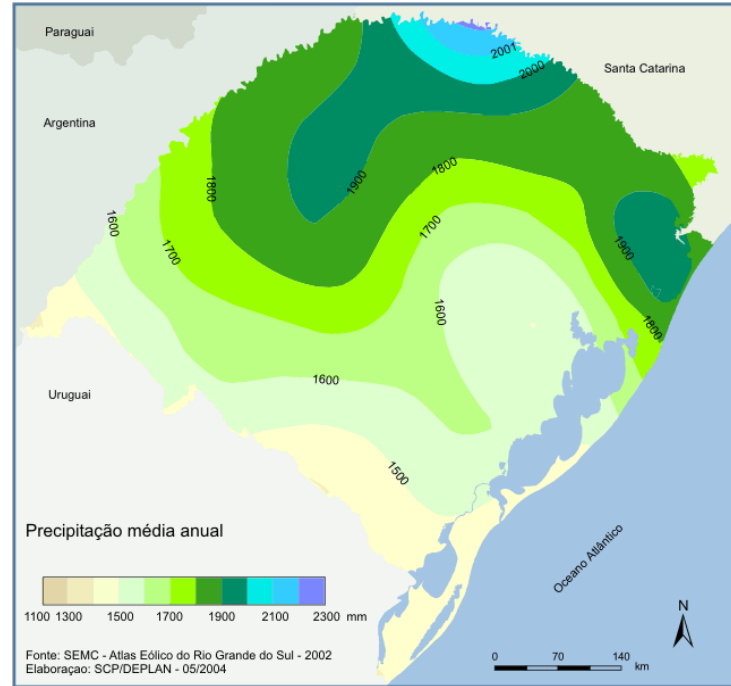 Paraguai
2001
2000
Santa Catarina
Argentina
1800
1900
1800
1600
1700
1700
1900
1600
1800
1600
Uruguai
1500
Precipitação média anual
Oceano Atlântico
1100 1300 1500 1700 1900 2100 2300 mm
N
Fonte: SEMC - Atlas Eólico do Rio Grande do Sul - 2002
Elaboraçao: SCP/DEPLAN - 05/2004
0 70 140
km